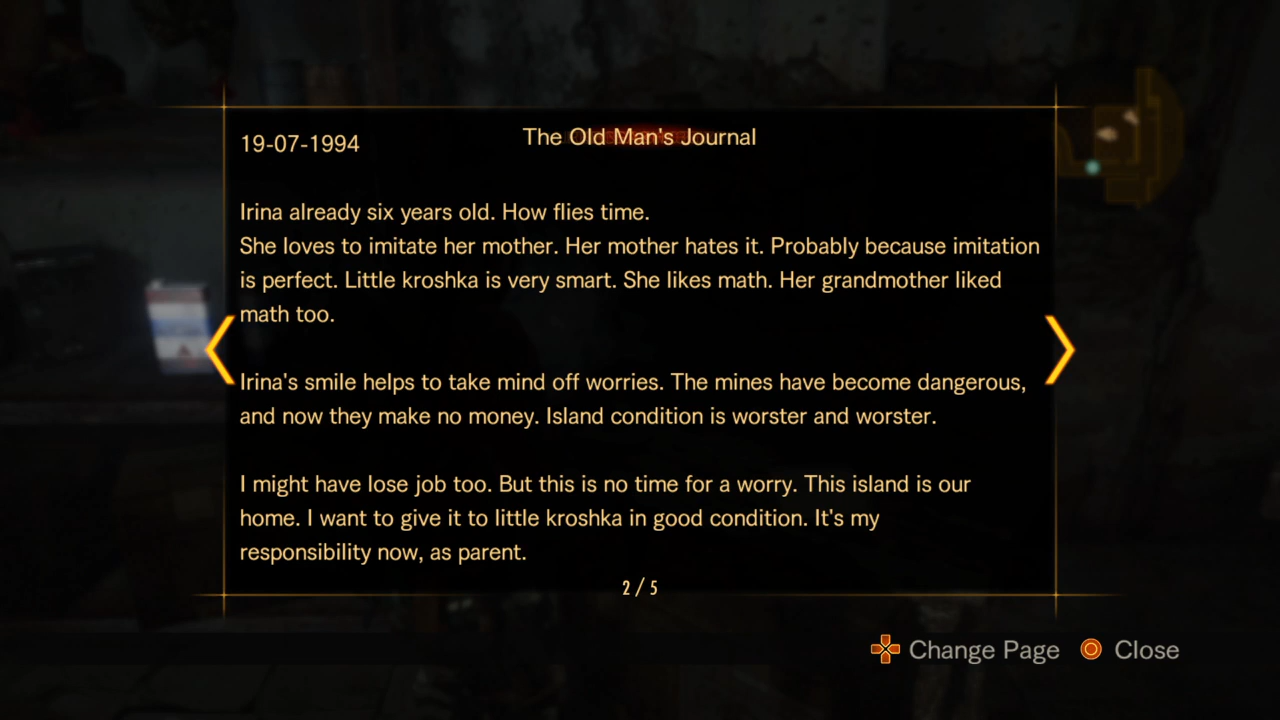 The Old Man's Journal
19-07-1994
Irina already six years old. How flies time.
She loves to imitate her mother. Her mother hates it. Probably because imitation
is perfect. Little kroshka is very smart. She likes math. Her grandmother liked
math too.
Irina's smile helps to take mind off worries. The mines have become dangerous,
and now they make no money. Island condition is worster and worster.
I might have lose job too. But this is no time for a worry. This island is our
home. I want to give it to little kroshka in good condition. It's my
responsibility now, as parent.
2 / 5
Change Page
Close